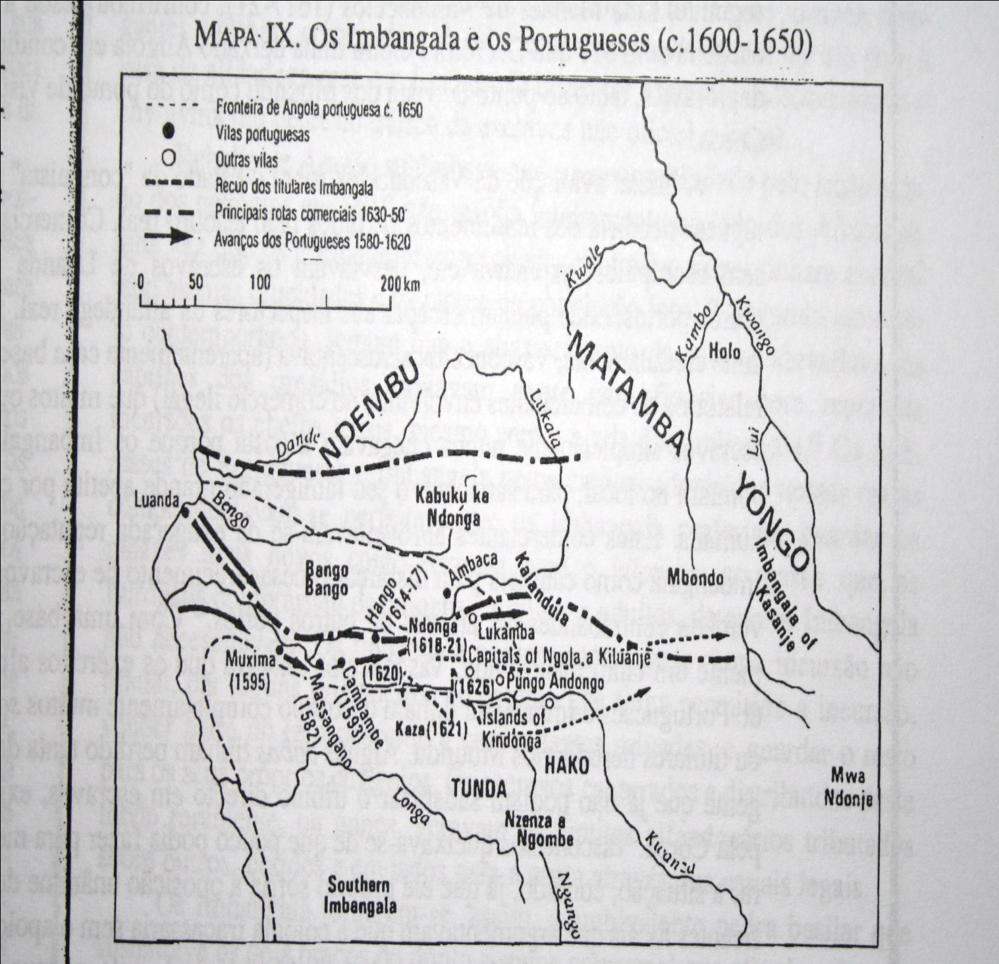 MAPA IX. Os Imbangala e os Portugueses (c.1600-1650)
Fronteira de Angola portuguesa c. 1650
Vilas portuguesas
Outras vilas
Recuo dos titulares Imbangala
Principais rotas comerciais 1630-50
Avanços dos Portugueses 1580-1620
0 50 100 200 km
Kwale
Kumbo
Kwango
Holo
MATAMBA
NDEMBU
Lukala
Dande
Lui
YONGO
Luanda
Bengo
Kabuku ka
Ndonga
Bango
Bango
Ambaca
Kalandula
Mbondo
Imbangala of
Kasanje
Hango
(1614-17)
Ndonga
(1618-21)
Lukamba
Capitals of Ngola a Kiluanje
Muxima
(1595)
Massangano
(1582)
Cambambe
(1593)
(1620)
(1626)
Pungo Andongo
Kaza (1621)
Islands of
Kindonga
HAKO
TUNDA
Mwa
Ndonje
Longa
Nzenza a
Ngombe
Kwanza
Southern
Imbangala
Ngango